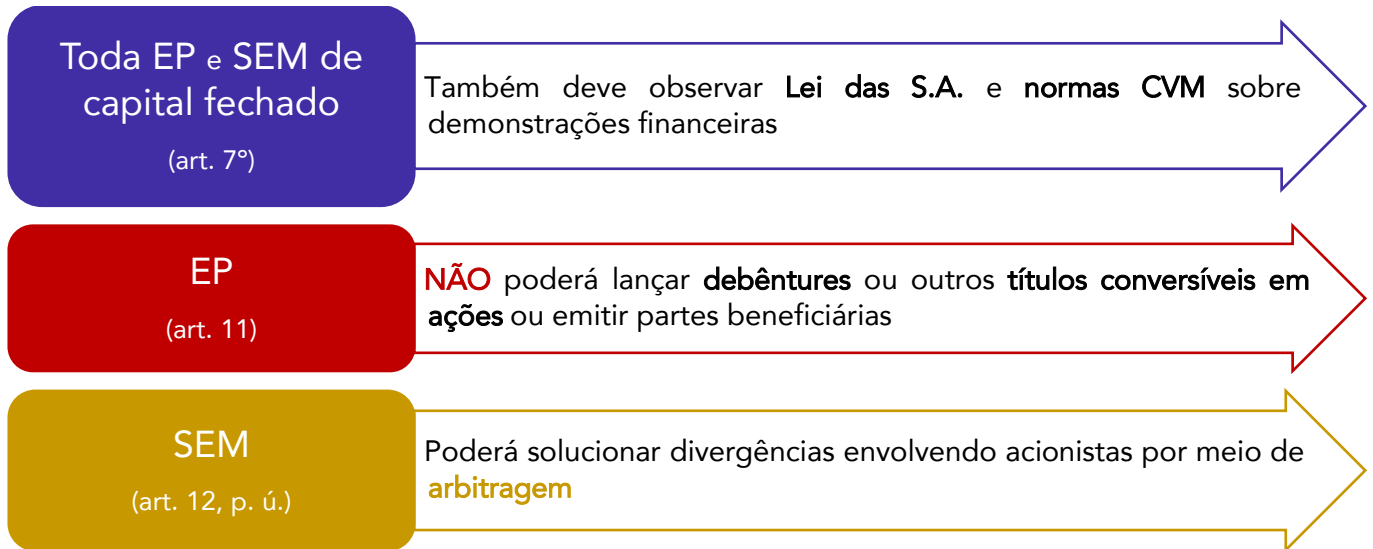 Toda EP e SEM de
capital fechado
(art. 7º)
Também deve observar Lei das S.A. e normas CVM sobre
demonstrações financeiras
EP
(art. 11)
NÃO poderá lançar debêntures ou outros títulos conversíveis em
ações ou emitir partes beneficiárias
SEM
(art. 12, p. ú.)
Poderá solucionar divergências envolvendo acionistas por meio de
arbitragem